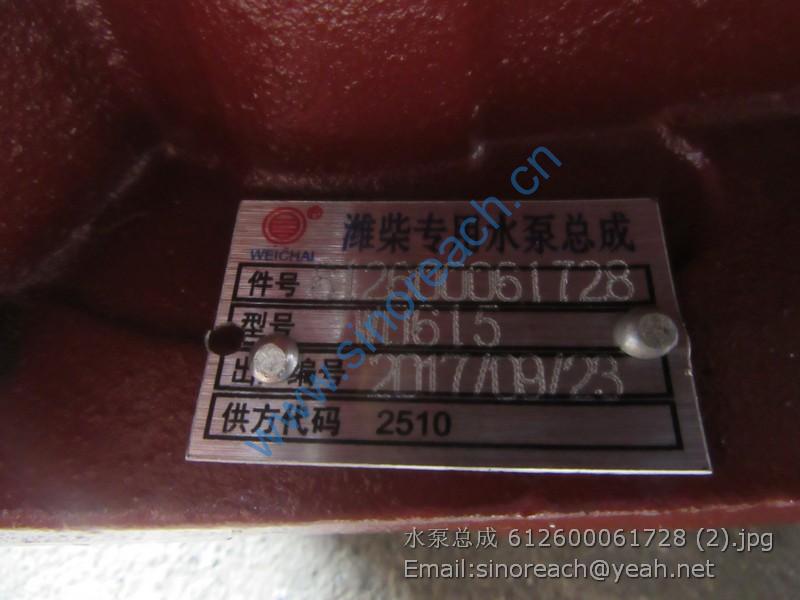 WEICHAI
潍柴专用水泵总成
件号 612600061728
型号 WD615
出厂编号 2017/09/23
供方代码 2510
www.sinoreach.cn
水泵总成 612600061728 (2).jpg
Email:sinoreach@yeah.net